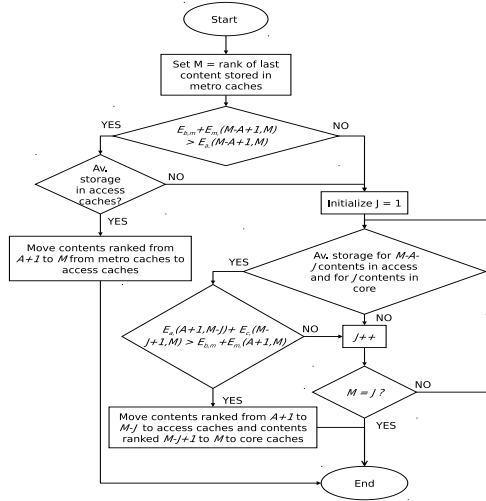 Start
Set M = rank of last
content stored in
metro caches
YES
E_b,m+E_m,(M-A+1,M)
> E_a,(M-A+1,M)
NO
Av.
storage
in access
caches?
NO
YES
Initialize J = 1
Move contents ranked from
A+1 to M from metro caches to
access caches
YES
Av. storage for M-A-
J contents in access
and for J contents in
core
NO
E_a,(A+1,M-J)+ E_c,(M-
J+1,M) > E_b,m +E_m,(A+1,M)
NO
J++
YES
M = J ?
NO
YES
Move contents ranked from A+1 to
M-J to access caches and contents
ranked M-J+1 to M to core caches
End